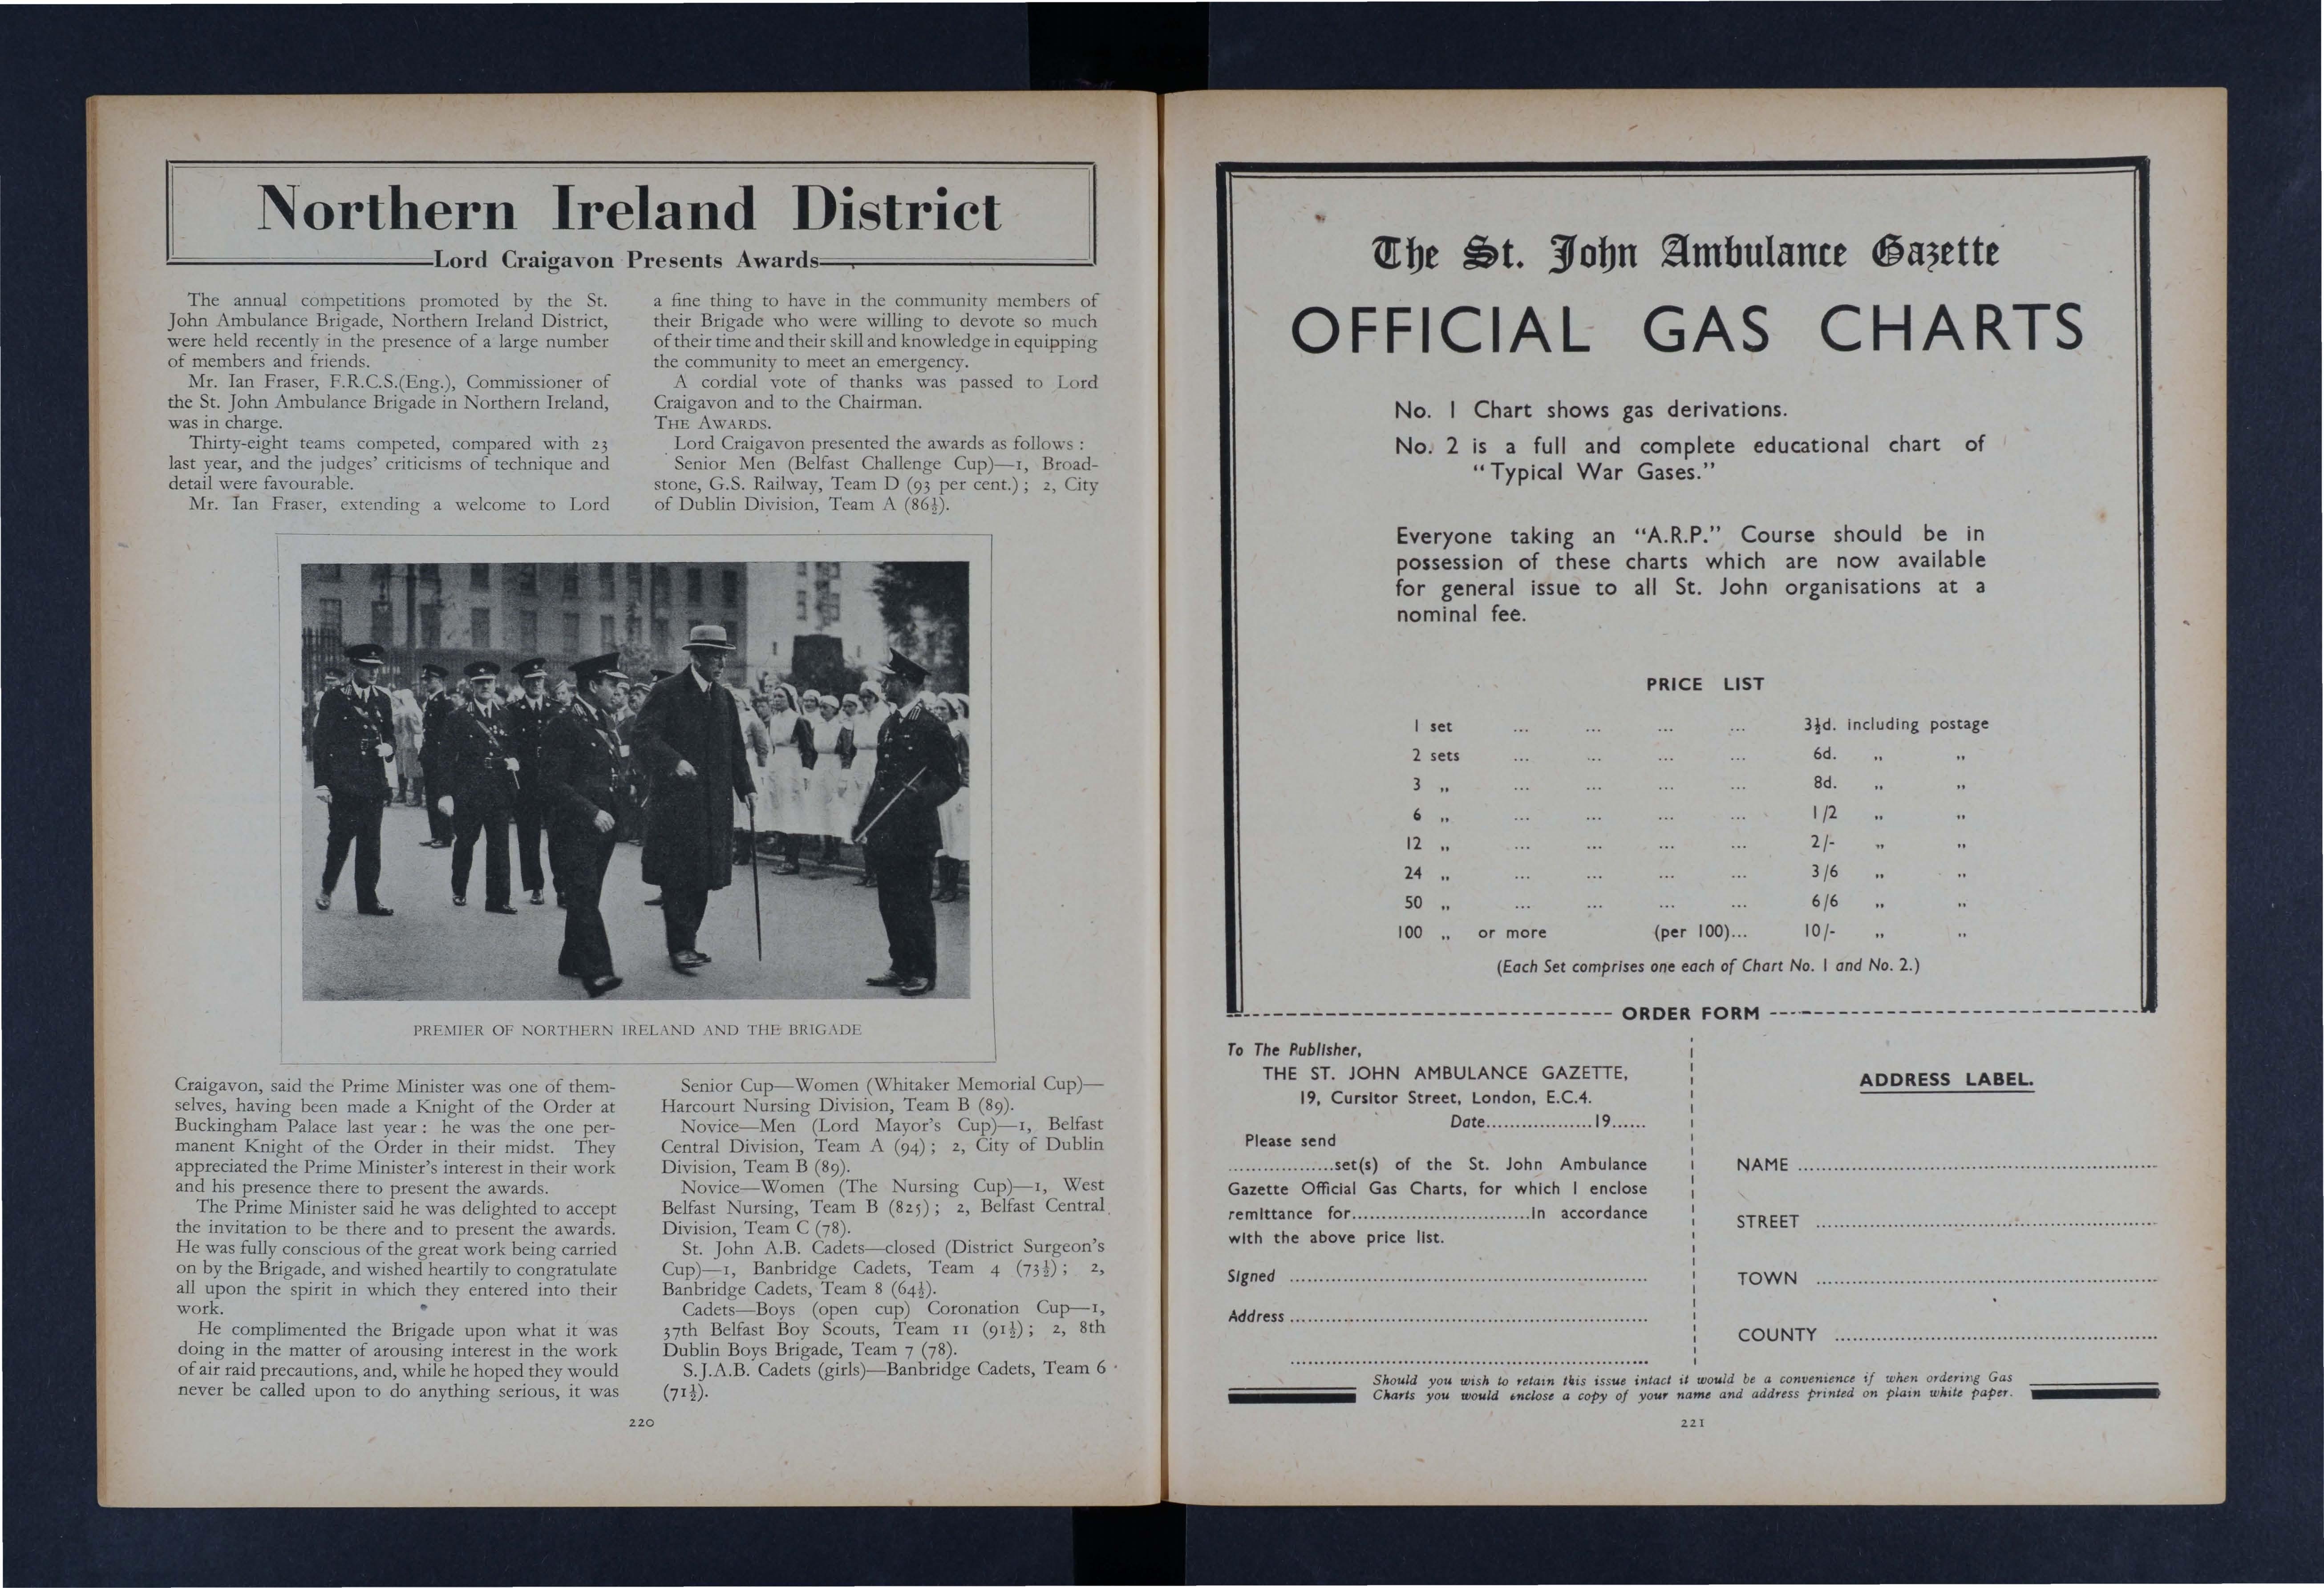 Northern Ireland District
Lord Craigavon Presents Awards
The annual competitions promoted by the St.
John Ambulance Brigade, Northern Ireland District,
were held recently in the presence of a large number
of members and friends.
Mr. Ian Fraser, F.R.C.S.(Eng.), Commissioner of
the St. John Ambulance Brigade in Northern Ireland,
was in charge.
Thirty-eight teams competed, compared with 23
last year, and the judges' criticisms of technique and
detail were favourable.
Mr. Ian Fraser, extending a welcome to Lord
a fine thing to have in the community members of
their Brigade who were willing to devote so much
of their time and their skill and knowledge in equipping
the community to meet an emergency.
A cordial vote of thanks was passed to Lord
Craigavon and to the Chairman.
THE AWARDS.
Lord Craigavon presented the awards as follows :
Senior Men (Belfast Challenge Cup)—1, Broad-
stone, G.S. Railway, Team D (93 per cent.) ; 2, City
of Dublin Division, Team A (86½).
PREMIER OF NORTHERN IRELAND AND THE BRIGADE
Craigavon, said the Prime Minister was one of them-
selves, having been made a Knight of the Order at
Buckingham Palace last year : he was the one per-
manent Knight of the Order in their midst. They
appreciated the Prime Minister's interest in their work
and his presence there to present the awards.
The Prime Minister said he was delighted to accept
the invitation to be there and to present the awards.
He was fully conscious of the great work being carried
on by the Brigade, and wished heartily to congratulate
all upon the spirit in which they entered into their
work.
He complimented the Brigade upon what it was
doing in the matter of arousing interest in the work
of air raid precautions, and, while he hoped they would
never be called upon to do anything serious, it was
Senior Cup—Women (Whitaker Memorial Cup)—
Harcourt Nursing Division, Team B (89).
Novice—Men (Lord Mayor's Cup)—1, Belfast
Central Division, Team A (94) ; 2, City of Dublin
Division, Team B (89).
Novice—Women (The Nursing Cup)—1, West
Belfast Nursing, Team B (825) ; 2, Belfast Central
Division, Team C (78).
St. John A.B. Cadets—closed (District Surgeon's
Cup)—1, Banbridge Cadets, Team 4 (73½) ; 2,
Banbridge Cadets, Team 8 (64½).
Cadets—Boys (open cup) Coronation Cup—1,
37th Belfast Boy Scouts, Team 11 (91½) ; 2, 8th
Dublin Boys Brigade, Team 7 (78).
S.J.A.B. Cadets (girls)—Banbridge Cadets, Team 6
(71½).
220
The St. John Ambulance Gazette
OFFICIAL GAS CHARTS
No. 1 Chart shows gas derivations.
No. 2 is a full and complete educational chart of
"Typical War Gases."
Everyone taking an "A.R.P." Course should be in
possession of these charts which are now available
for general issue to all St. John organisations at a
nominal fee.
PRICE LIST
1 set ... ... ... ... 3½d. including postage
2 sets ... ... ... ... 6d. ,, ,,
3 ,, ... ... ... ... 8d. ,, ,,
6 ,, ... ... ... ... 1/2 ,, ,,
12 ,, ... ... ... ... 2/- ,, ,,
24 ,, ... ... ... ... 3/6 ,, ,,
50 ,, ... ... ... ... 6/6 ,, ,,
100 ,, or more (per 100)... 10/- ,, ,,
(Each Set comprises one each of Chart No. 1 and No. 2.)
ORDER FORM
To The Publisher,
THE ST. JOHN AMBULANCE GAZETTE,
19, Cursitor Street, London, E.C.4.
Date..................19......
Please send
..................set(s) of the St. John Ambulance
Gazette Official Gas Charts, for which I enclose
remittance for..............................in accordance
with the above price list.
Signed ............................................................
Address ............................................................
............................................................
ADDRESS LABEL.
NAME ............................................................
STREET ............................................................
TOWN ............................................................
COUNTY ............................................................
Should you wish to retain this issue intact it would be a convenience if when ordering Gas
Charts you would enclose a copy of your name and address printed on plain white paper.
221